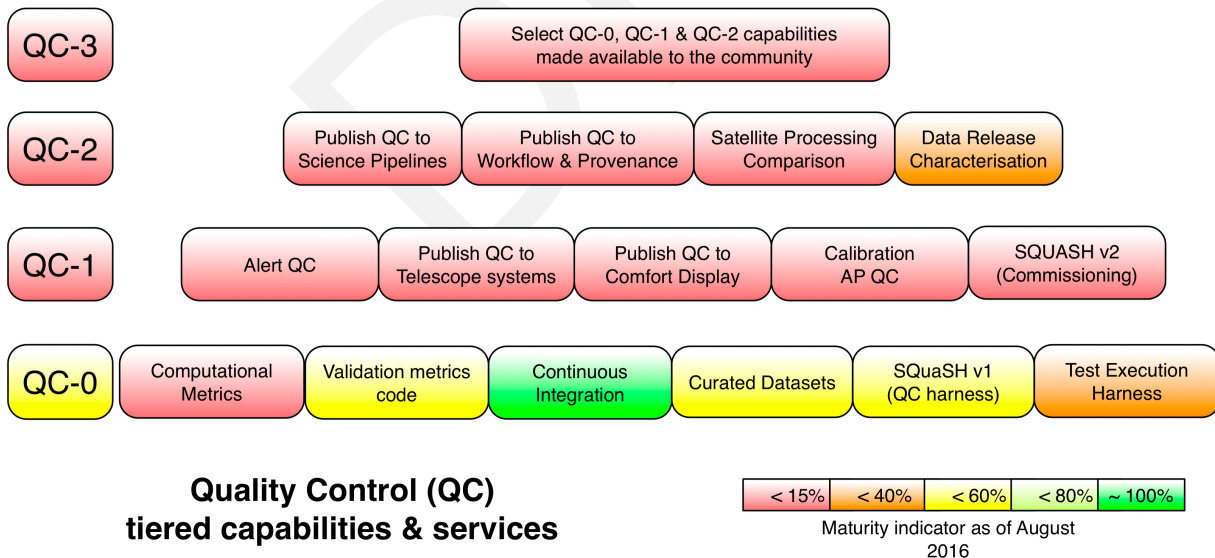 QC-3
Select QC-0, QC-1 & QC-2 capabilities
made available to the community
QC-2
Publish QC to
Science Pipelines
Publish QC to
Workflow & Provenance
Satellite Processing
Comparison
Data Release
Characterisation
QC-1
Alert QC
Publish QC to
Telescope systems
Publish QC to
Comfort Display
Calibration
AP QC
SQUASH v2
(Commissioning)
QC-0
Computational
Metrics
Validation metrics
code
Continuous
Integration
Curated Datasets
SQuaSH v1
(QC harness)
Test Execution
Harness
Quality Control (QC)
tiered capabilities & services
< 15% < 40% < 60% < 80% ~ 100%
Maturity indicator as of August
2016